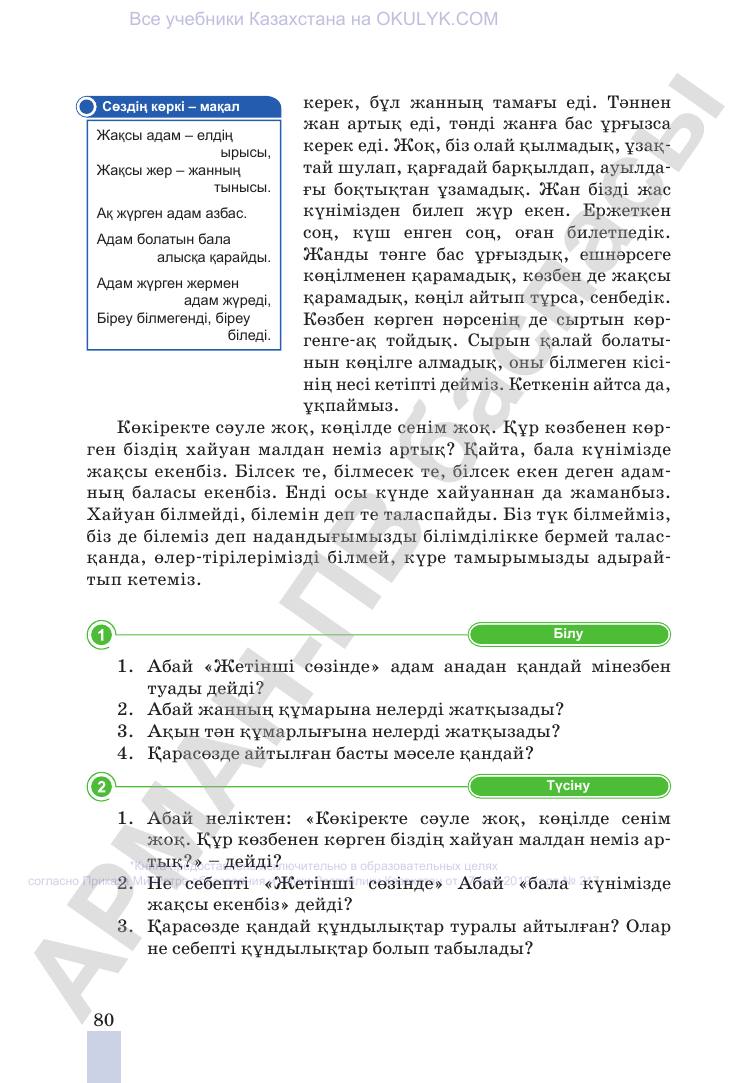 Все учебники Казахстана на OKULYK.COM
Сөздің көркі – мақал
Жақсы адам – елдің
ырысы,
Жақсы жер – жанның
тынысы.
Ақ жүрген адам азбас.
Адам болатын бала
алысқа қарайды.
Адам жүрген жермен
адам жүреді,
Біреу білмегенді, біреу
біледі.
керек, бұл жанның тамағы еді. Тәннен
жан артық еді, тәнді жанға бас ұрғызса
керек еді. Жоқ, біз олай қылмадық, ұзақ-
тай шулап, қарғадай барқылдап, ауылда-
ғы боқтықтан ұзамадық. Жан бізді жас
күнімізден билеп жүр екен. Ержеткен
соң, күш енген соң, оған билетпедік.
Жанды тәнге бас ұрғыздық, ешнәрсеге
көңілменен қарамадық, көзбен де жақсы
қарамадық, көңіл айтып тұрса, сенбедік.
Көзбен көрген нәрсенің де сыртын көр-
генге-ақ тойдық. Сырын қалай болаты-
нын көңілге алмадық, оны білмеген кісі-
нің несі кетіпті дейміз. Кеткенін айтса да,
ұқпаймыз.
Көкіректе сәуле жоқ, көңілде сенім жоқ. Құр көзбенен көр-
ген біздің хайуан малдан неміз артық? Қайта, бала күнімізде
жақсы екенбіз. Білсек те, білмесек те, білсек екен деген адам-
ның баласы екенбіз. Енді осы күнде хайуаннан да жаманбыз.
Хайуан білмейді, білемін деп те таласпайды. Біз түк білмейміз,
біз де білеміз деп надандығымызды білімділікке бермей талас-
қанда, өлер-тірілерімізді білмей, күре тамырымызды адырай-
тып кетеміз.
1 Білу
1. Абай «Жетінші сөзінде» адам анадан қандай мінезбен
туады дейді?
2. Абай жанның құмарына нелерді жатқызады?
3. Ақын тән құмарлығына нелерді жатқызады?
4. Қарасөзде айтылған басты мәселе қандай?
2 Түсіну
1. Абай неліктен: «Көкіректе сәуле жоқ, көңілде сенім
жоқ. Құр көзбенен көрген біздің хайуан малдан неміз ар-
тық?» – дейді?
2. Не себепті «Жетінші сөзінде» Абай «бала күнімізде
жақсы екенбіз» дейді?
3. Қарасөзде қандай құндылықтар туралы айтылған? Олар
не себепті құндылықтар болып табылады?
80
АРМАН-ПВ баспасы